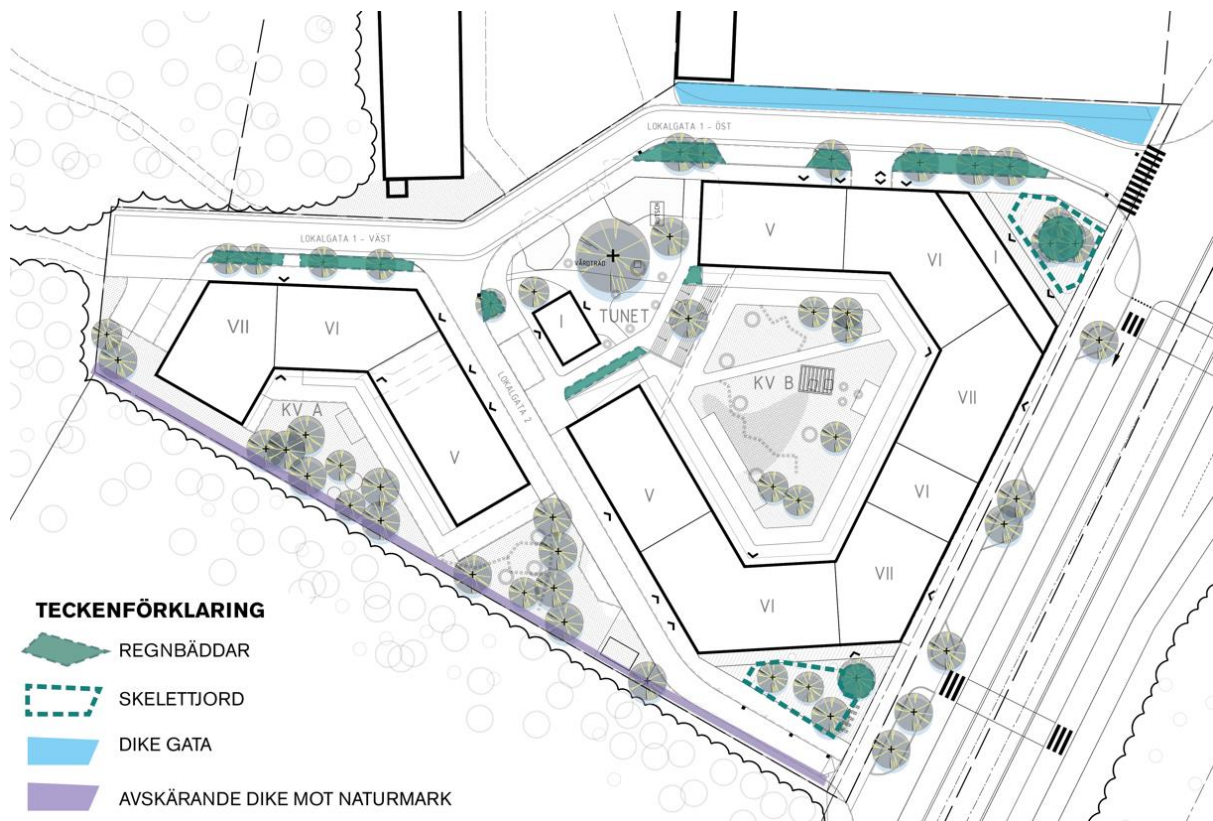 LOKALGATA 1 - ÖST
LOKALGATA 1 - VÄST
V
VI
I
VÅRDTRÄD
TUNET
I
VII
VI
KV B
VII
KV A
LOKALGATA 2
V
V
VI
VII
VI
TECKENFÖRKLARING
REGNBÄDDAR
SKELETTJORD
DIKE GATA
AVSKÄRANDE DIKE MOT NATURMARK